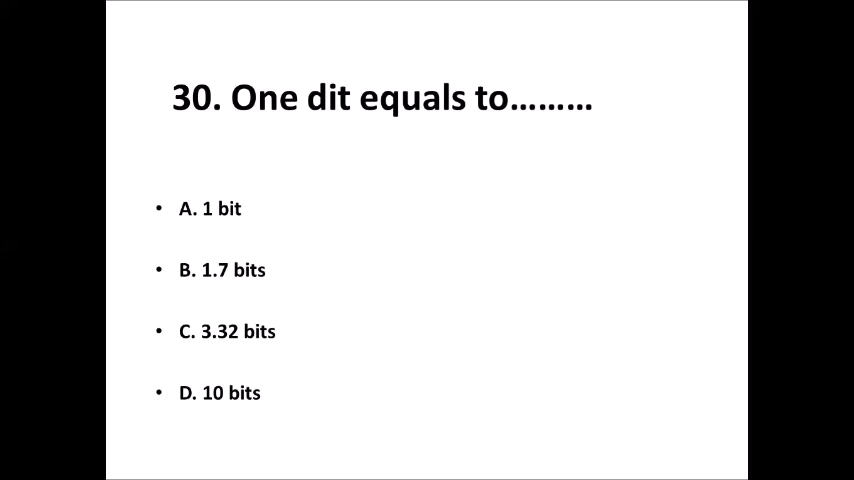 30. One dit equals to………
• A. 1 bit
• B. 1.7 bits
• C. 3.32 bits
• D. 10 bits